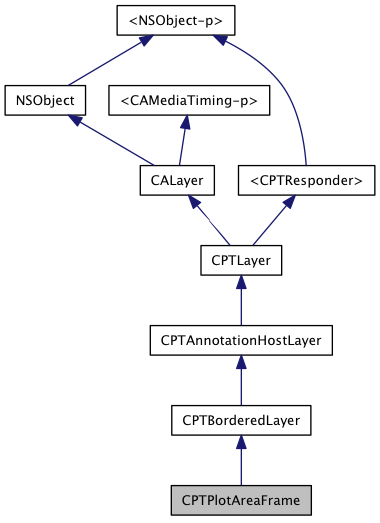 <NSObject-p>
NSObject
<CAMediaTiming-p>
CALayer
<CPTResponder>
CPTLayer
CPTAnnotationHostLayer
CPTBorderedLayer
CPTPlotAreaFrame